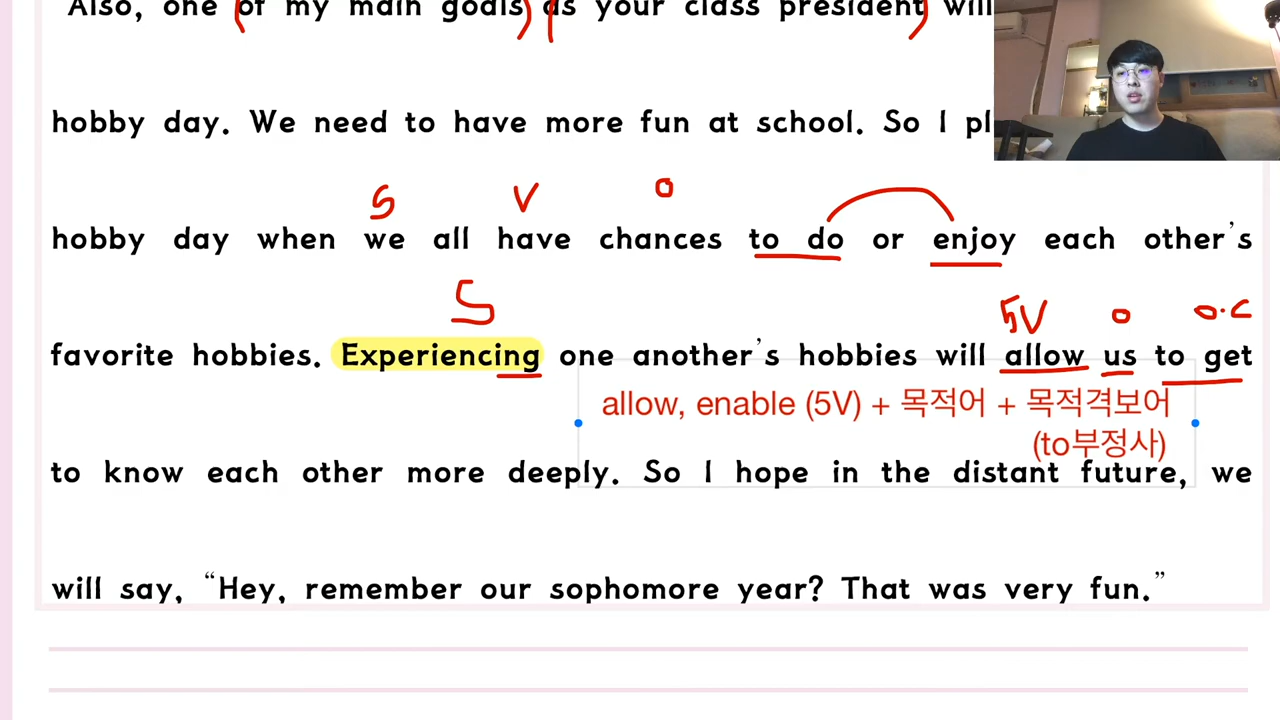 Also, one of my main goals as your class president will
hobby day. We need to have more fun at school. So I pl
S V O
hobby day when we all have chances to do or enjoy each other's
S 5V O O.C
favorite hobbies. Experiencing one another's hobbies will allow us to get
allow, enable (5V) + 목적어 + 목적격보어
(to부정사)
to know each other more deeply. So I hope in the distant future, we
will say, “Hey, remember our sophomore year? That was very fun.”